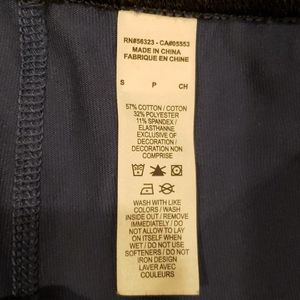 RN#56323 - CA#05553
MADE IN CHINA
FABRIQUE EN CHINE
S P CH
57% COTTON / COTON
32% POLYESTER
11% SPANDEX /
ELASTHANNE
EXCLUSIVE OF
DECORATION /
DECORATION NON
COMPRISE
WASH WITH LIKE
COLORS / WASH
INSIDE OUT / REMOVE
IMMEDIATELY / DO
NOT ALLOW TO LAY
ON ITSELF WHEN
WET / DO NOT USE
SOFTENERS / DO NOT
IRON DESIGN
LAVER AVEC
COULEURS